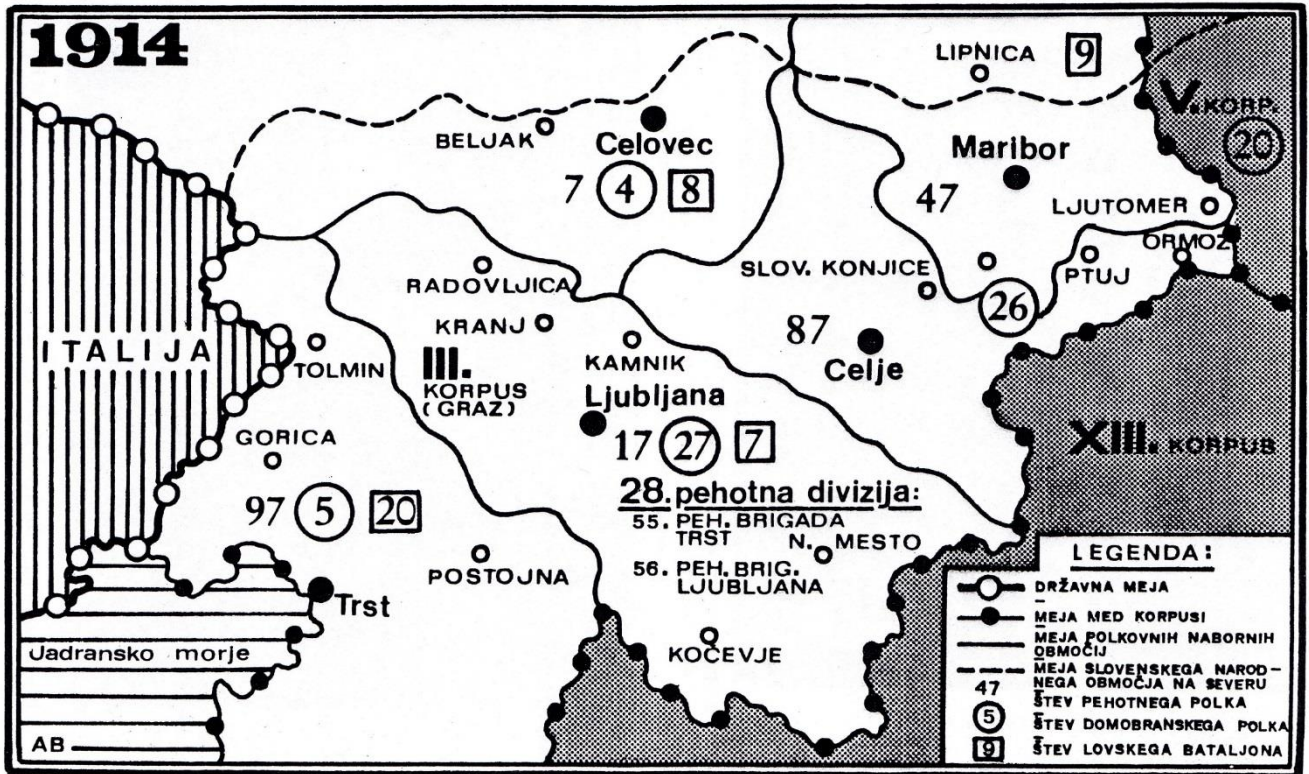 1914
LIPNICA 9
V. KORP.
20
BELJAK
Celovec
7 4 8
Maribor
47
LJUTOMER
ORMOŽ
PTUJ
SLOV. KONJICE
26
RADOVLJICA
KRANJ
KAMNIK
87
Celje
ITALIJA
TOLMIN
III.
KORPUS
(GRAZ)
Ljubljana
17 27 7
XIII. KORPUS
GORICA
97 5 20
28. pehotna divizija:
55. PEH. BRIGADA
TRST
N. MESTO
56. PEH. BRIG.
LJUBLJANA
POSTOJNA
Trst
KOČEVJE
Jadransko morje
AB
LEGENDA:
DRŽAVNA MEJA
MEJA MED KORPUSI
MEJA POLKOVNIH NABORNIH
OBMOČIJ
MEJA SLOVENSKEGA NAROD-
NEGA OBMOČJA NA SEVERU
47 ŠTEV PEHOTNEGA POLKA
5 ŠTEV DOMOBRANSKEGA POLKA
9 ŠTEV LOVSKEGA BATALJONA